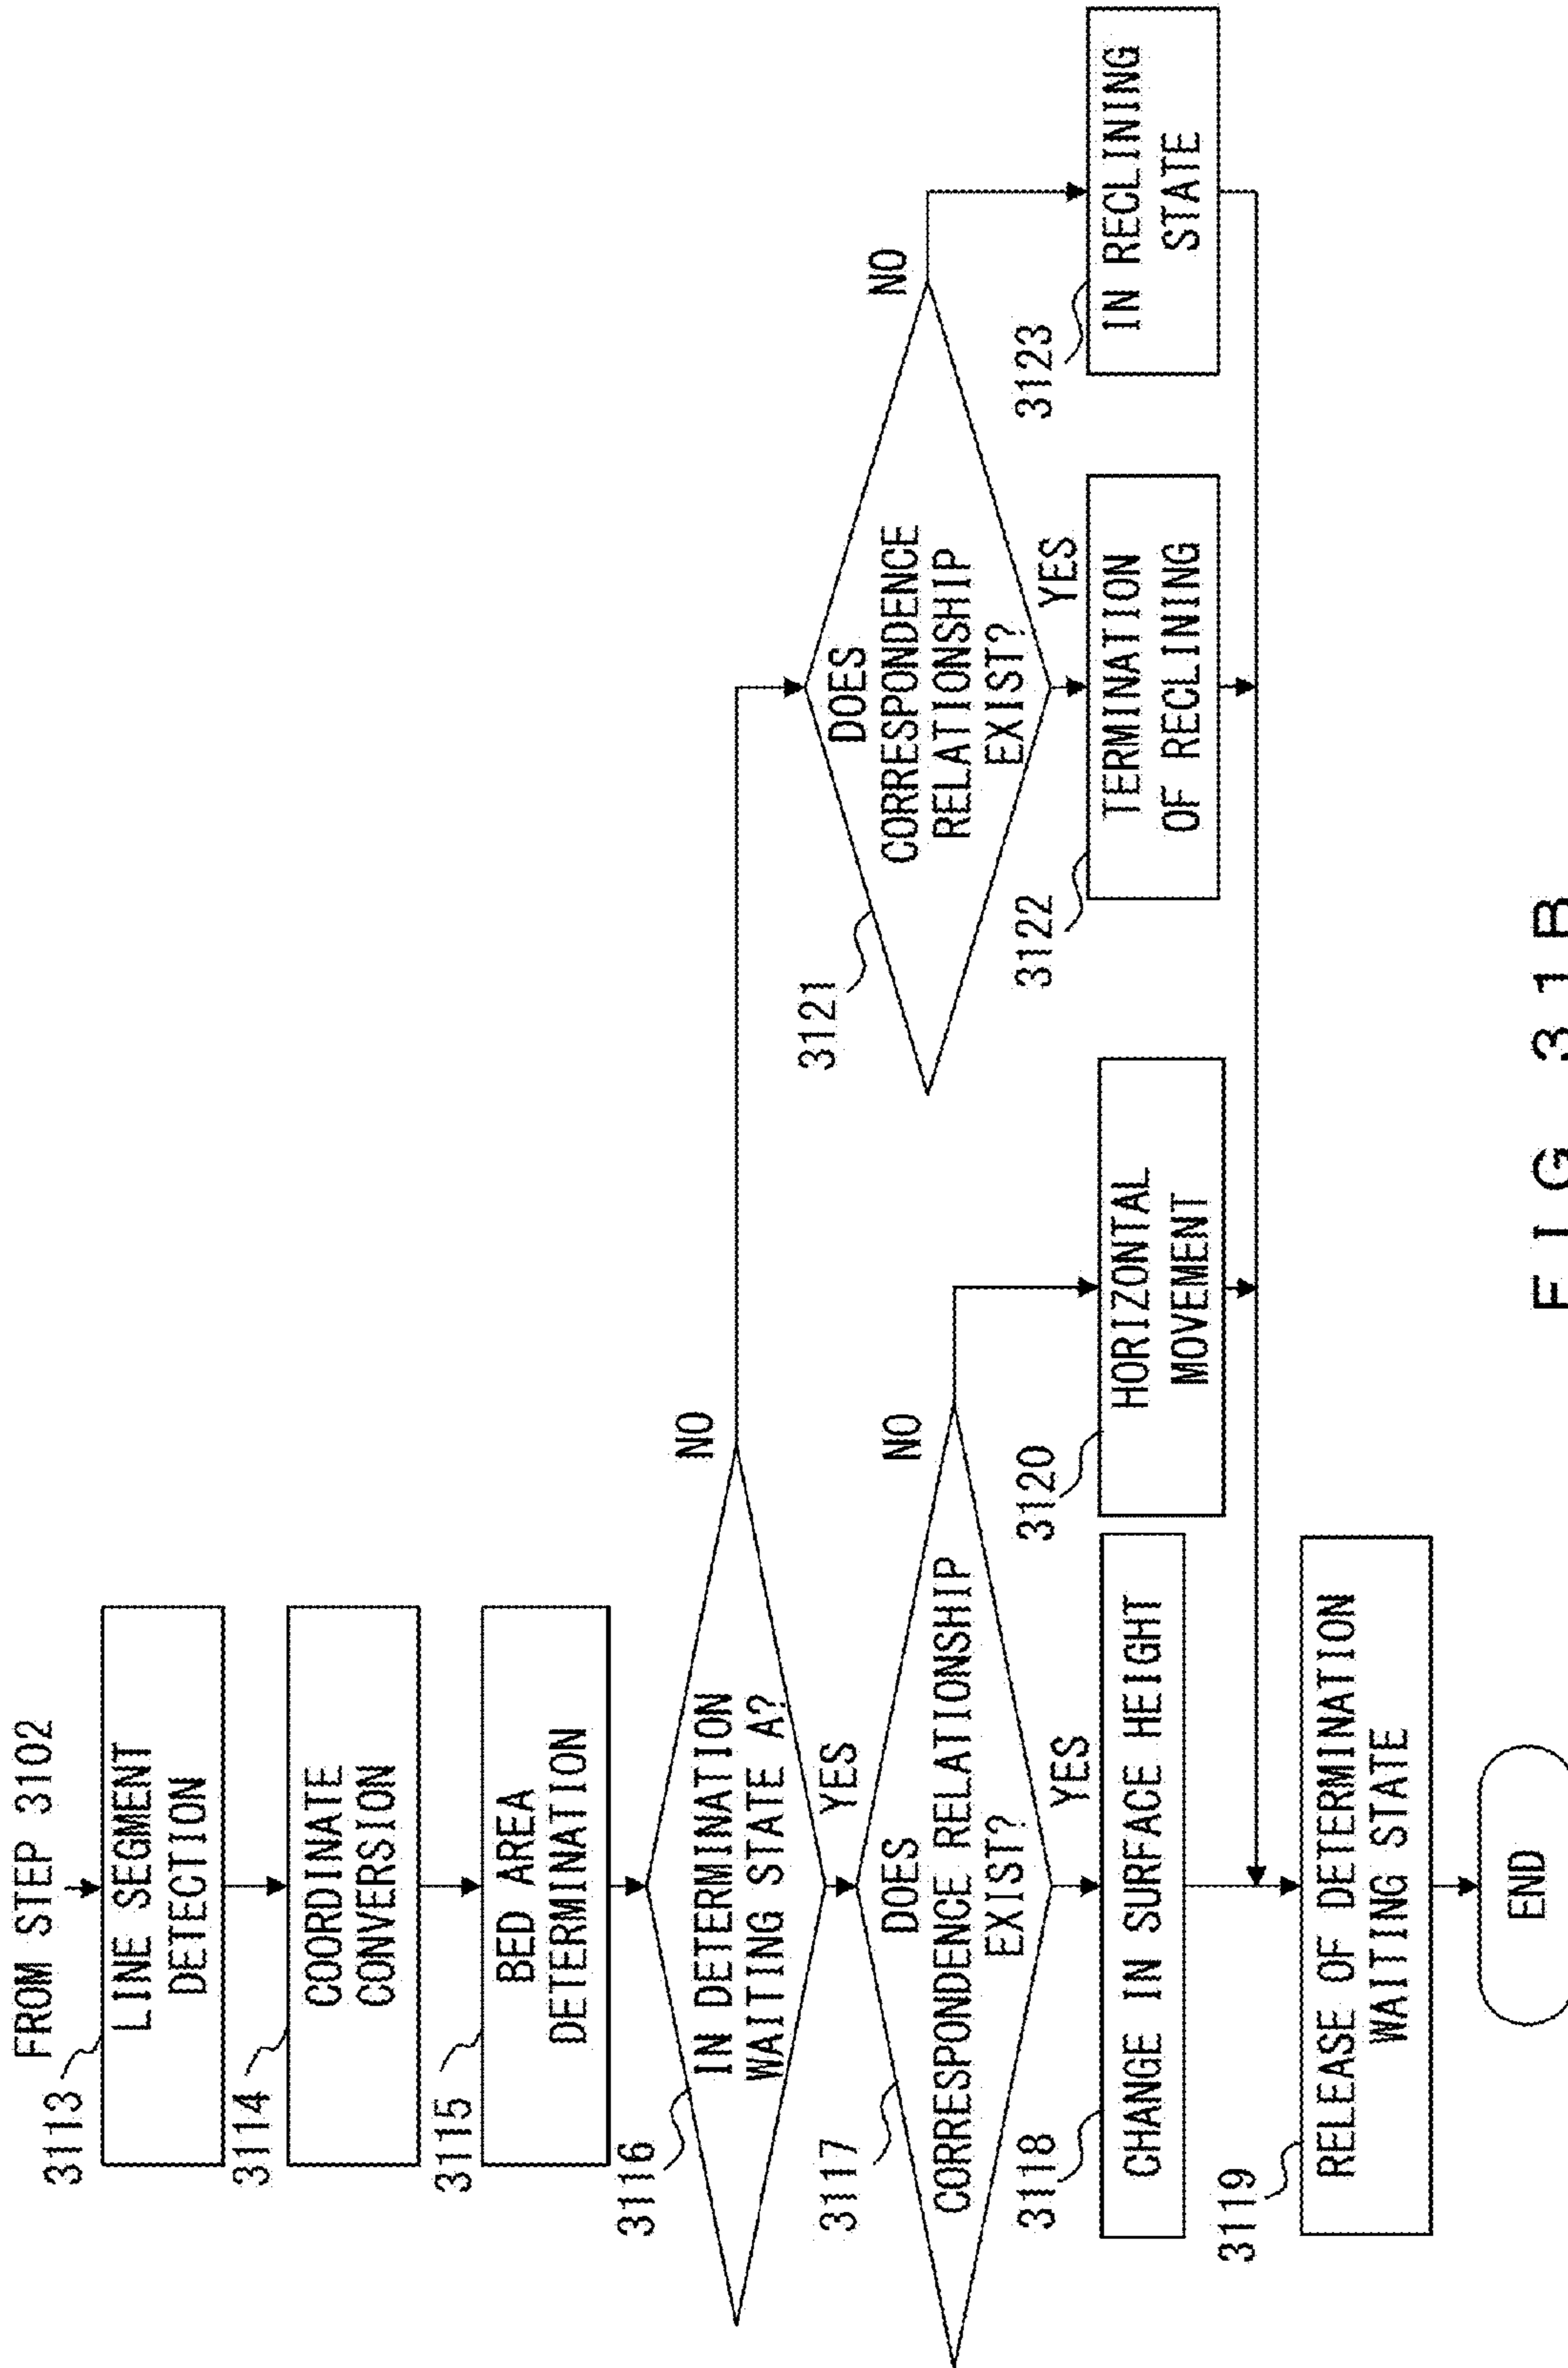 FROM STEP 3102
3113
LINE SEGMENT
DETECTION
3114
COORDINATE
CONVERSION
3115
BED AREA
DETERMINATION
3116
IN DETERMINATION
WAITING STATE A?
NO
YES
3117
DOES
CORRESPONDENCE RELATIONSHIP
EXIST?
NO
YES
3118
CHANGE IN SURFACE HEIGHT
3120
HORIZONTAL
MOVEMENT
3121
DOES
CORRESPONDENCE
RELATIONSHIP
EXIST?
NO
YES
3122
TERMINATION
OF RECLINING
3123
IN RECLINING
STATE
3119
RELEASE OF DETERMINATION
WAITING STATE
END
FIG 31B